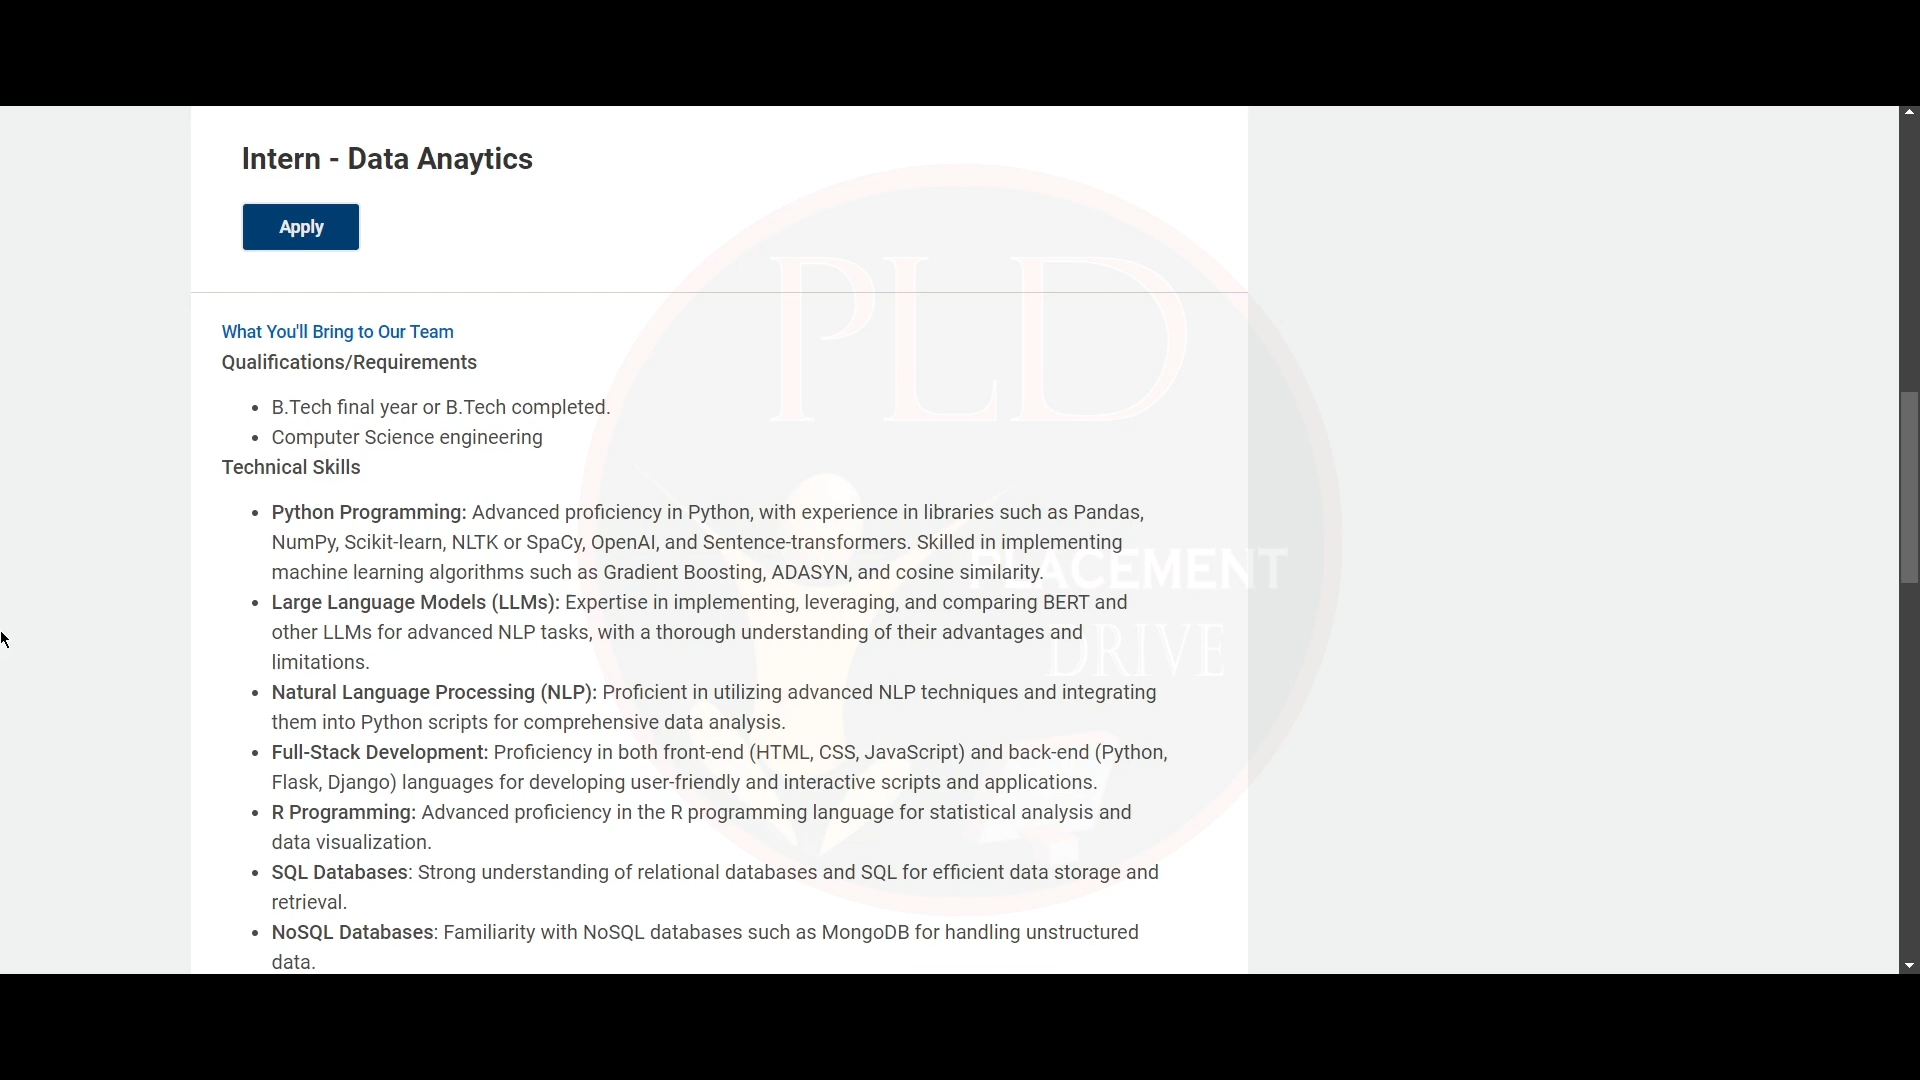 Intern - Data Anaytics
Apply
What You'll Bring to Our Team
Qualifications/Requirements
• B.Tech final year or B.Tech completed.
• Computer Science engineering
Technical Skills
• Python Programming: Advanced proficiency in Python, with experience in libraries such as Pandas,
NumPy, Scikit-learn, NLTK or SpaCy, OpenAI, and Sentence-transformers. Skilled in implementing
machine learning algorithms such as Gradient Boosting, ADASYN, and cosine similarity.
• Large Language Models (LLMs): Expertise in implementing, leveraging, and comparing BERT and
other LLMs for advanced NLP tasks, with a thorough understanding of their advantages and
limitations.
• Natural Language Processing (NLP): Proficient in utilizing advanced NLP techniques and integrating
them into Python scripts for comprehensive data analysis.
• Full-Stack Development: Proficiency in both front-end (HTML, CSS, JavaScript) and back-end (Python,
Flask, Django) languages for developing user-friendly and interactive scripts and applications.
• R Programming: Advanced proficiency in the R programming language for statistical analysis and
data visualization.
• SQL Databases: Strong understanding of relational databases and SQL for efficient data storage and
retrieval.
• NoSQL Databases: Familiarity with NoSQL databases such as MongoDB for handling unstructured
data.
PLD
PLACEMENT
DRIVE